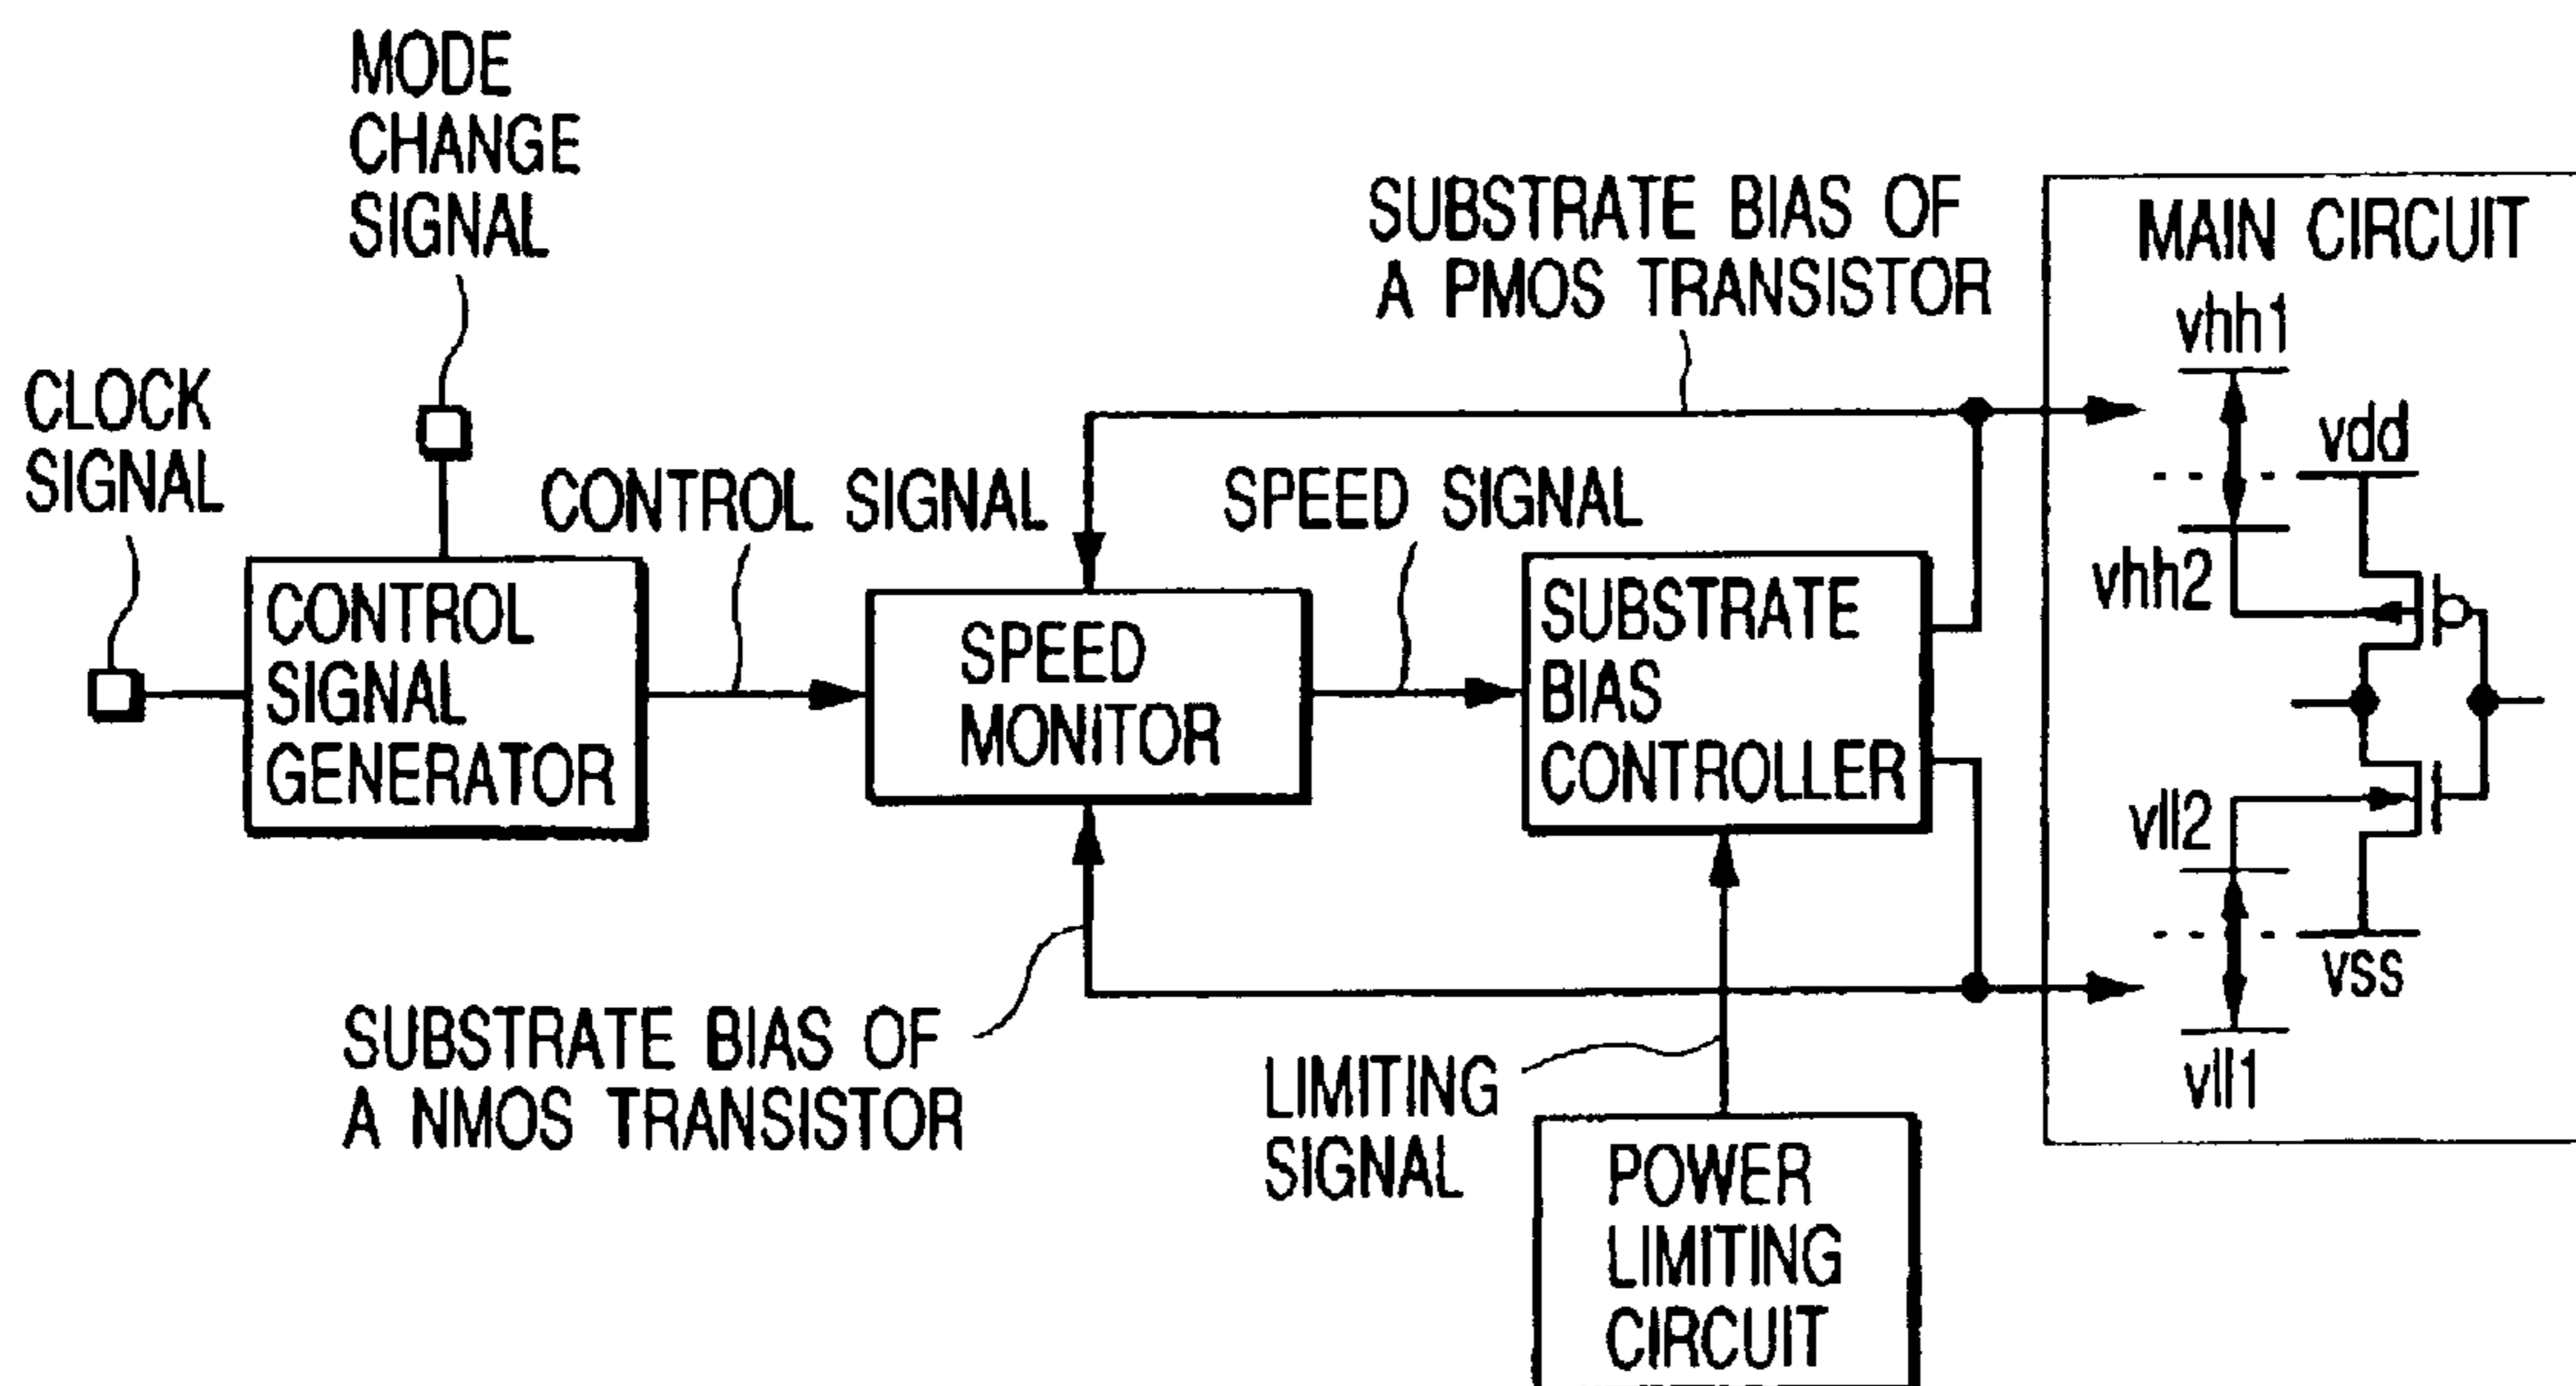 MODE
CHANGE
SIGNAL
CLOCK
SIGNAL
CONTROL SIGNAL
SPEED SIGNAL
SUBSTRATE BIAS OF
A PMOS TRANSISTOR
CONTROL
SIGNAL
GENERATOR
SPEED
MONITOR
SUBSTRATE
BIAS
CONTROLLER
SUBSTRATE BIAS OF
A NMOS TRANSISTOR
LIMITING
SIGNAL
POWER
LIMITING
CIRCUIT
MAIN CIRCUIT
vhh1
vdd
vhh2
vll2
vss
vll1